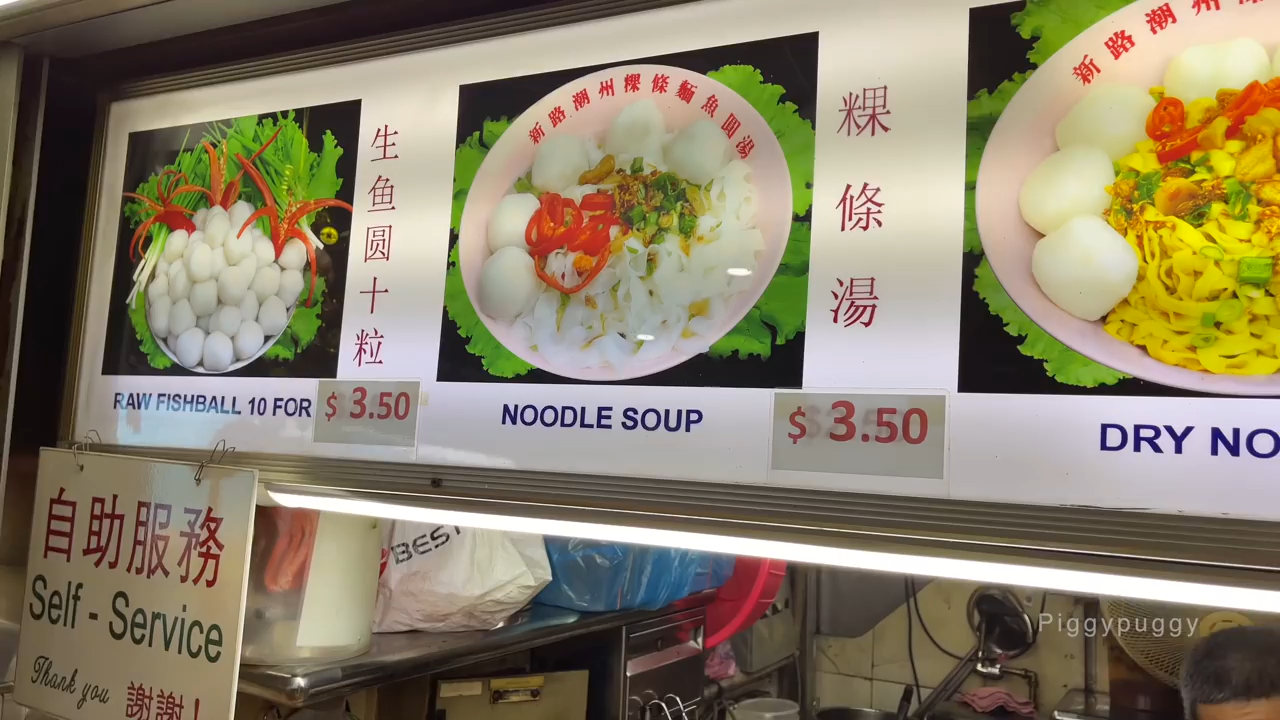 生鱼圆十粒
RAW FISHBALL 10 FOR $ 3.50
新路潮州粿條麵魚圓湯
粿條湯
NOODLE SOUP $ 3.50
新路潮州
DRY NO
自助服務
Self - Service
Thank you 謝謝!
BEST
Piggypuggy